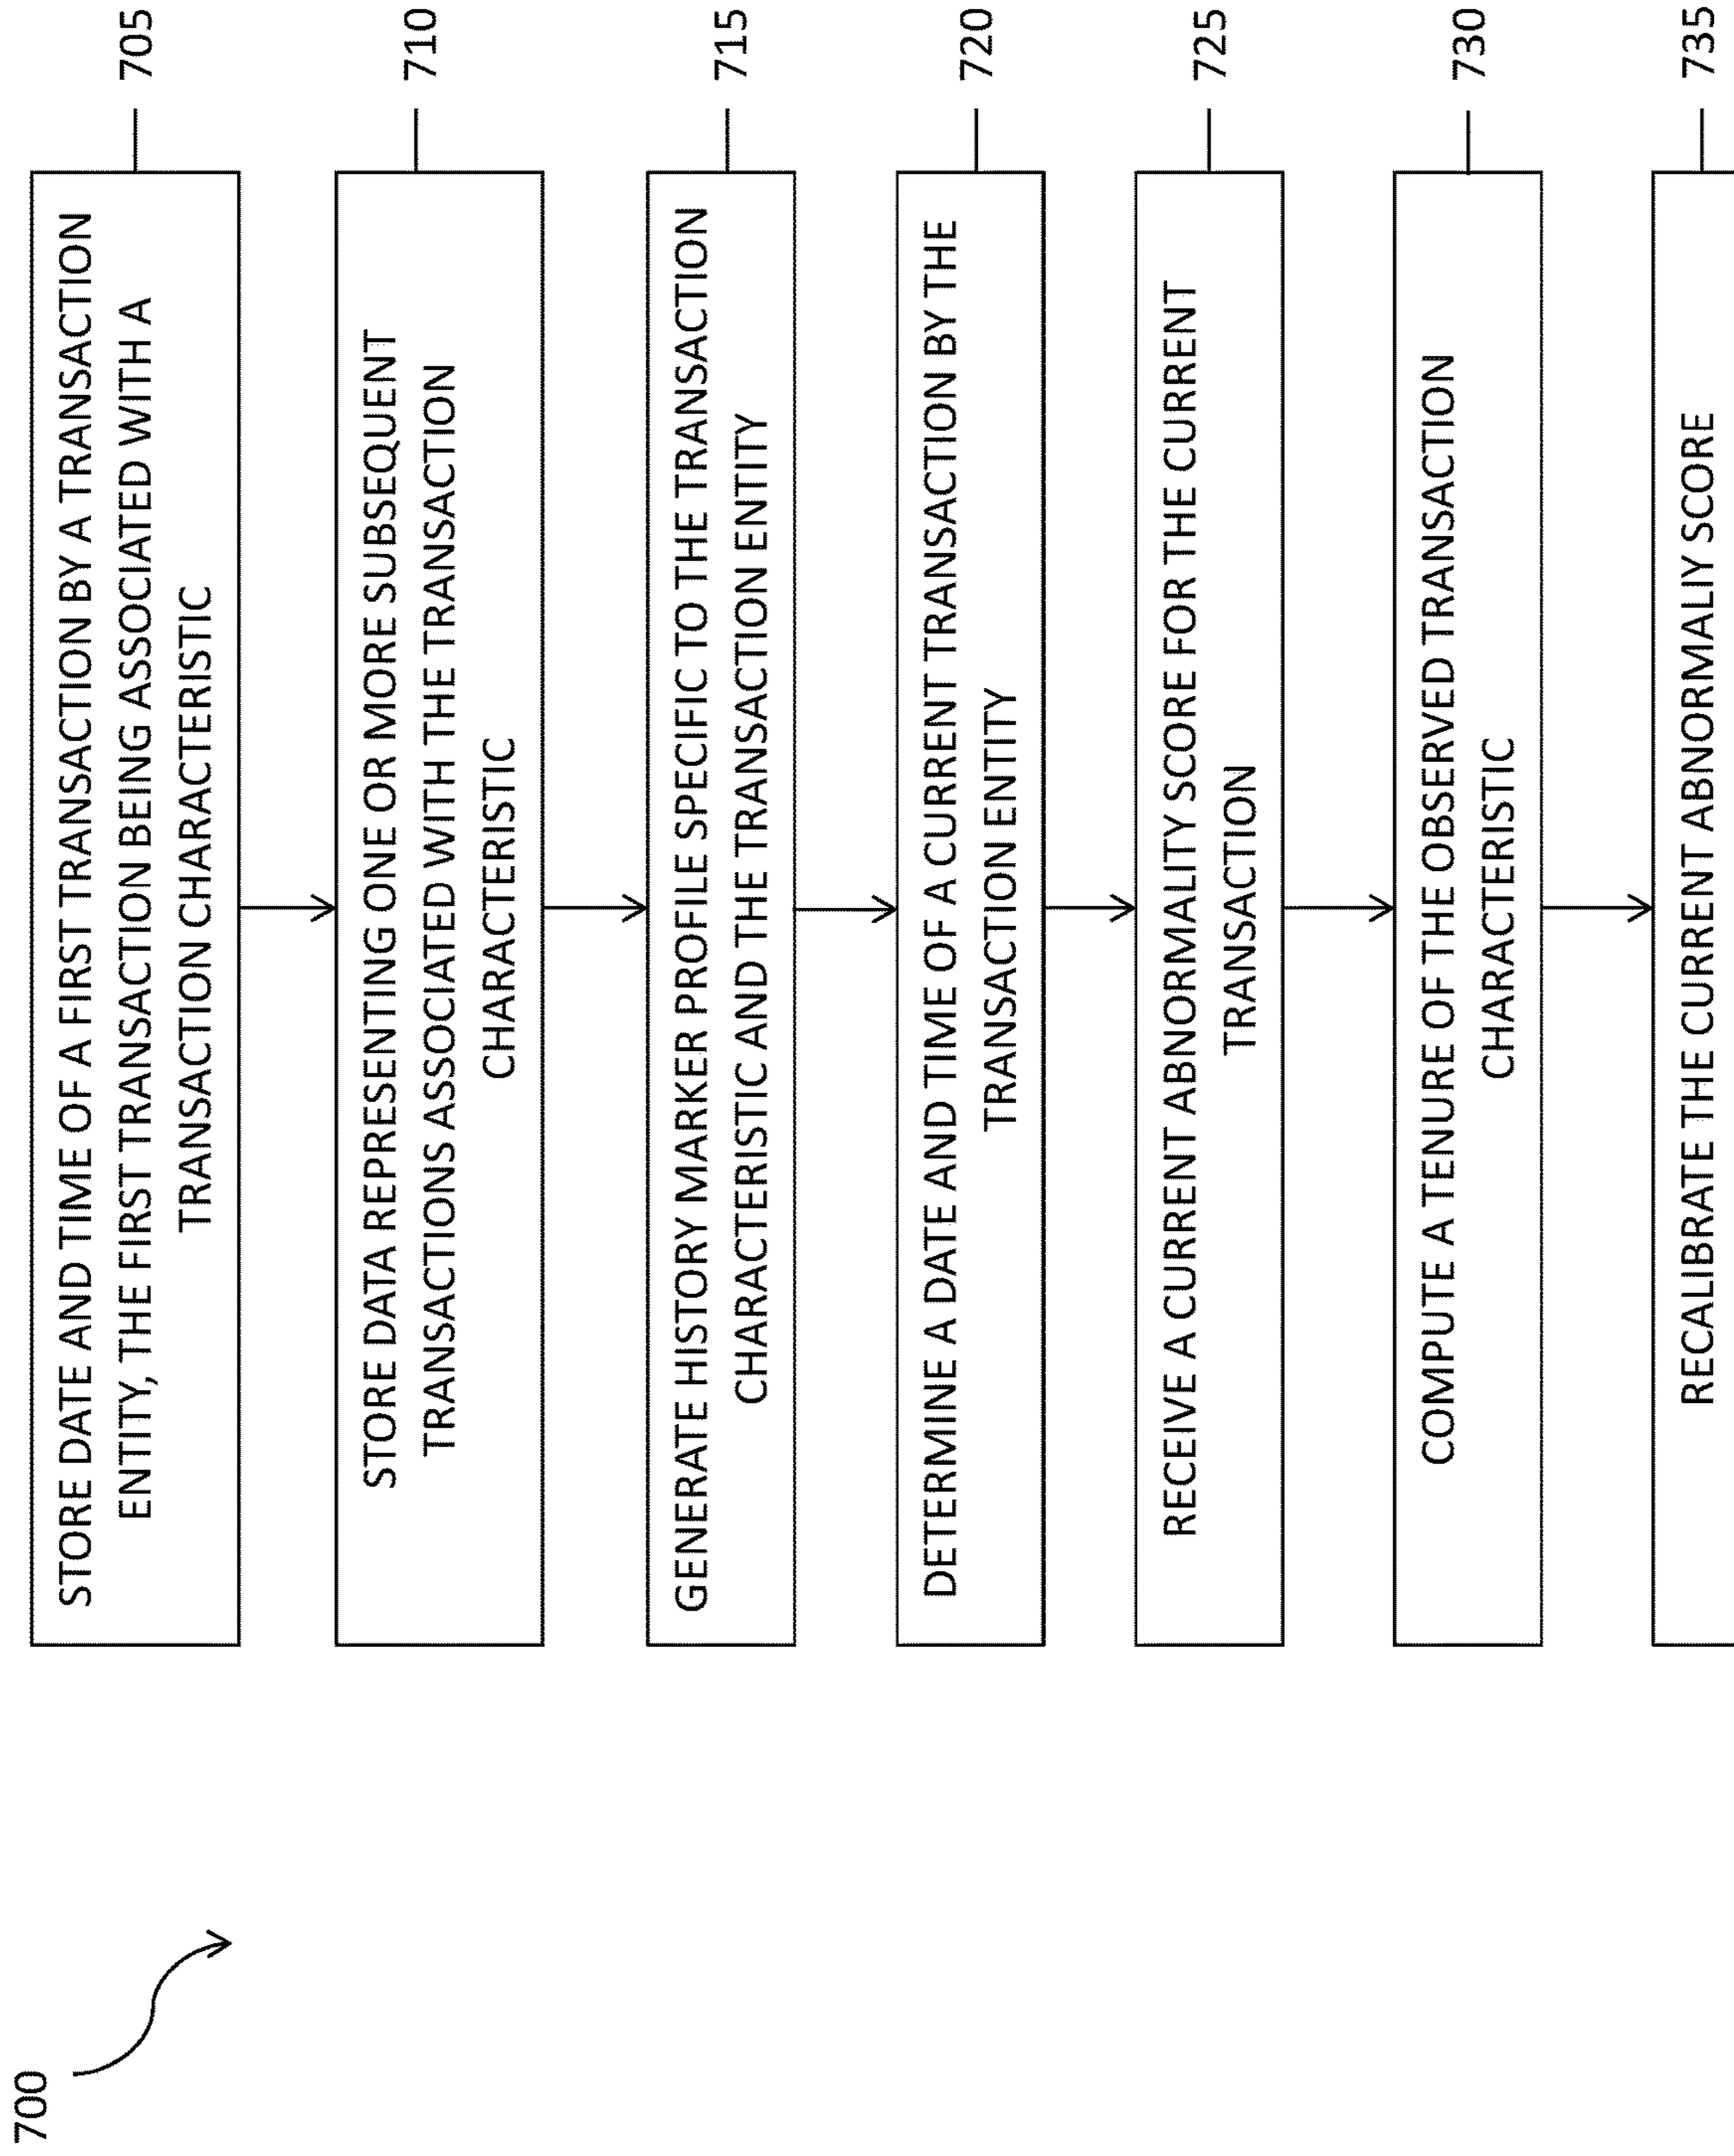 700
STORE DATE AND TIME OF A FIRST TRANSACTION BY A TRANSACTION
ENTITY, THE FIRST TRANSACTION BEING ASSOCIATED WITH A
TRANSACTION CHARACTERISTIC
705
STORE DATA REPRESENTING ONE OR MORE SUBSEQUENT
TRANSACTIONS ASSOCIATED WITH THE TRANSACTION
CHARACTERISTIC
710
GENERATE HISTORY MARKER PROFILE SPECIFIC TO THE TRANSACTION
CHARACTERISTIC AND THE TRANSACTION ENTITY
715
DETERMINE A DATE AND TIME OF A CURRENT TRANSACTION BY THE
TRANSACTION ENTITY
720
RECEIVE A CURRENT ABNORMALITY SCORE FOR THE CURRENT
TRANSACTION
725
COMPUTE A TENURE OF THE OBSERVED TRANSACTION
CHARACTERISTIC
730
RECALIBRATE THE CURRENT ABNORMALIY SCORE
735